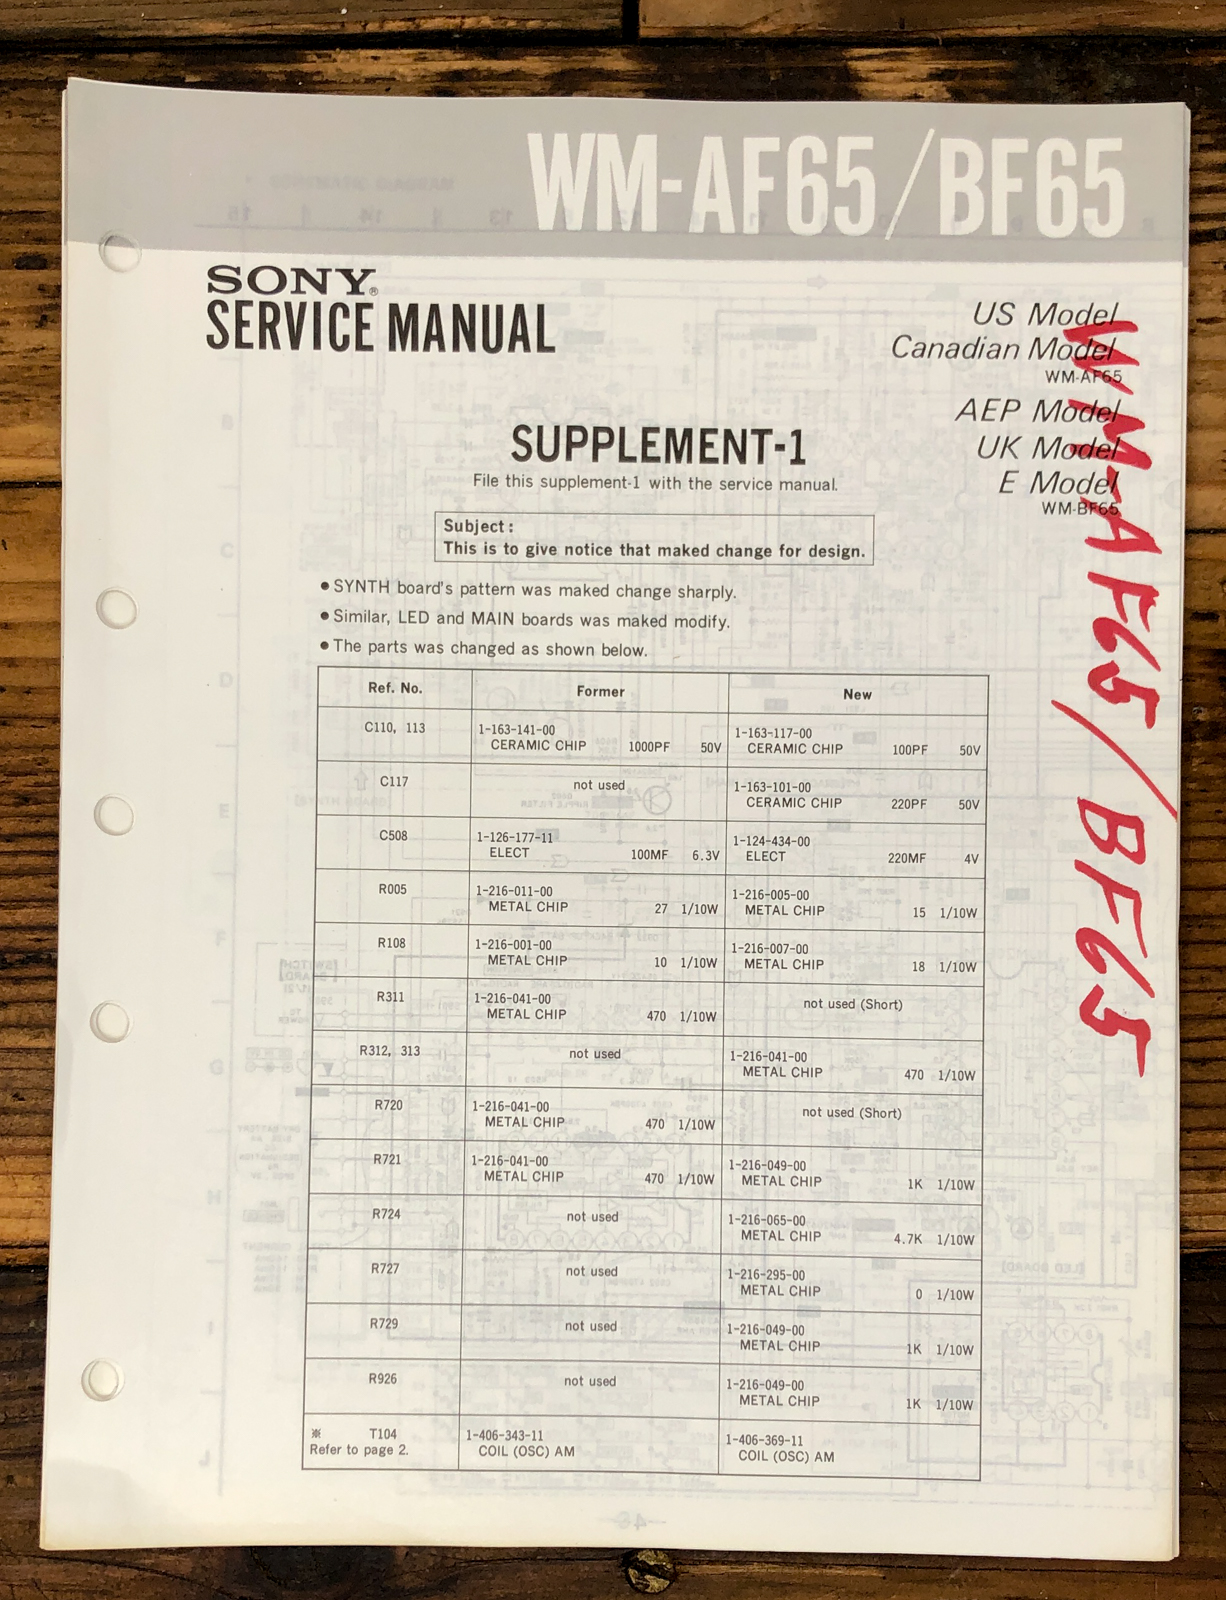 WM-AF65/BF65
SONY®
SERVICE MANUAL
US Model
Canadian Model
WM-AF65
AEP Model
UK Model
E Model
WM-BF65
WM-AF65/BF65
SUPPLEMENT-1
File this supplement-1 with the service manual.
Subject :
This is to give notice that maked change for design.
● SYNTH board's pattern was maked change sharply.
● Similar, LED and MAIN boards was maked modify.
● The parts was changed as shown below.
Ref. No. Former New
C110, 113 1-163-141-00 1-163-117-00
CERAMIC CHIP 1000PF 50V CERAMIC CHIP 100PF 50V
C117 not used 1-163-101-00
CERAMIC CHIP 220PF 50V
C508 1-126-177-11 1-124-434-00
ELECT 100MF 6.3V ELECT 220MF 4V
R005 1-216-011-00 1-216-005-00
METAL CHIP 27 1/10W METAL CHIP 15 1/10W
R108 1-216-001-00 1-216-007-00
METAL CHIP 10 1/10W METAL CHIP 18 1/10W
R311 1-216-041-00 not used (Short)
METAL CHIP 470 1/10W
R312, 313 not used 1-216-041-00
METAL CHIP 470 1/10W
R720 1-216-041-00 not used (Short)
METAL CHIP 470 1/10W
R721 1-216-041-00 1-216-049-00
METAL CHIP 470 1/10W METAL CHIP 1K 1/10W
R724 not used 1-216-065-00
METAL CHIP 4.7K 1/10W
R727 not used 1-216-295-00
METAL CHIP 0 1/10W
R729 not used 1-216-049-00
METAL CHIP 1K 1/10W
R926 not used 1-216-049-00
METAL CHIP 1K 1/10W
※ T104 1-406-343-11 1-406-369-11
Refer to page 2. COIL (OSC) AM COIL (OSC) AM